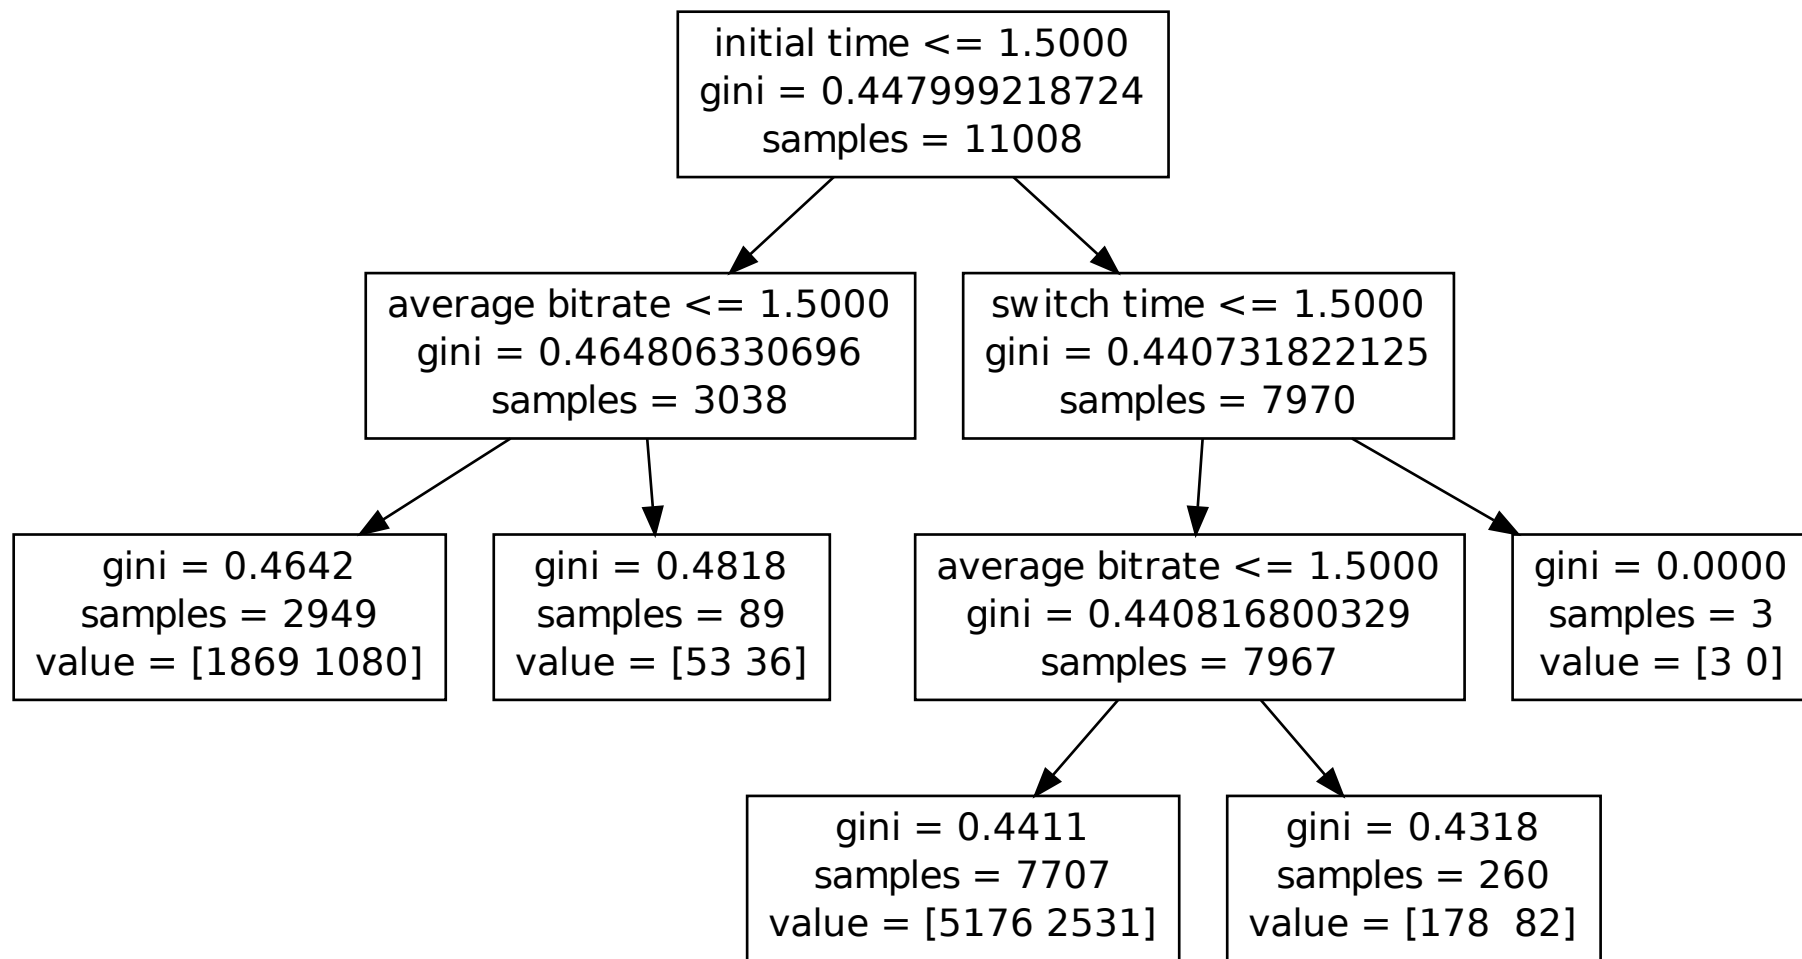 initial time <= 1.5000
gini = 0.447999218724
samples = 11008
average bitrate <= 1.5000
gini = 0.464806330696
samples = 3038
switch time <= 1.5000
gini = 0.440731822125
samples = 7970
gini = 0.4642
samples = 2949
value = [1869 1080]
gini = 0.4818
samples = 89
value = [53 36]
average bitrate <= 1.5000
gini = 0.440816800329
samples = 7967
gini = 0.0000
samples = 3
value = [3 0]
gini = 0.4411
samples = 7707
value = [5176 2531]
gini = 0.4318
samples = 260
value = [178  82]